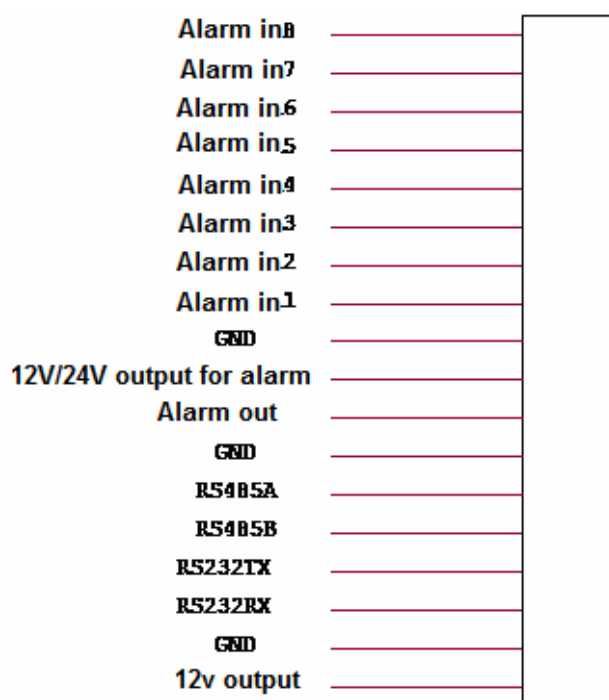 Alarm in8
Alarm in7
Alarm in6
Alarm in5
Alarm in4
Alarm in3
Alarm in2
Alarm in1
GND
12V/24V output for alarm
Alarm out
GND
RS485A
RS485B
RS232TX
RS232RX
GND
12v output